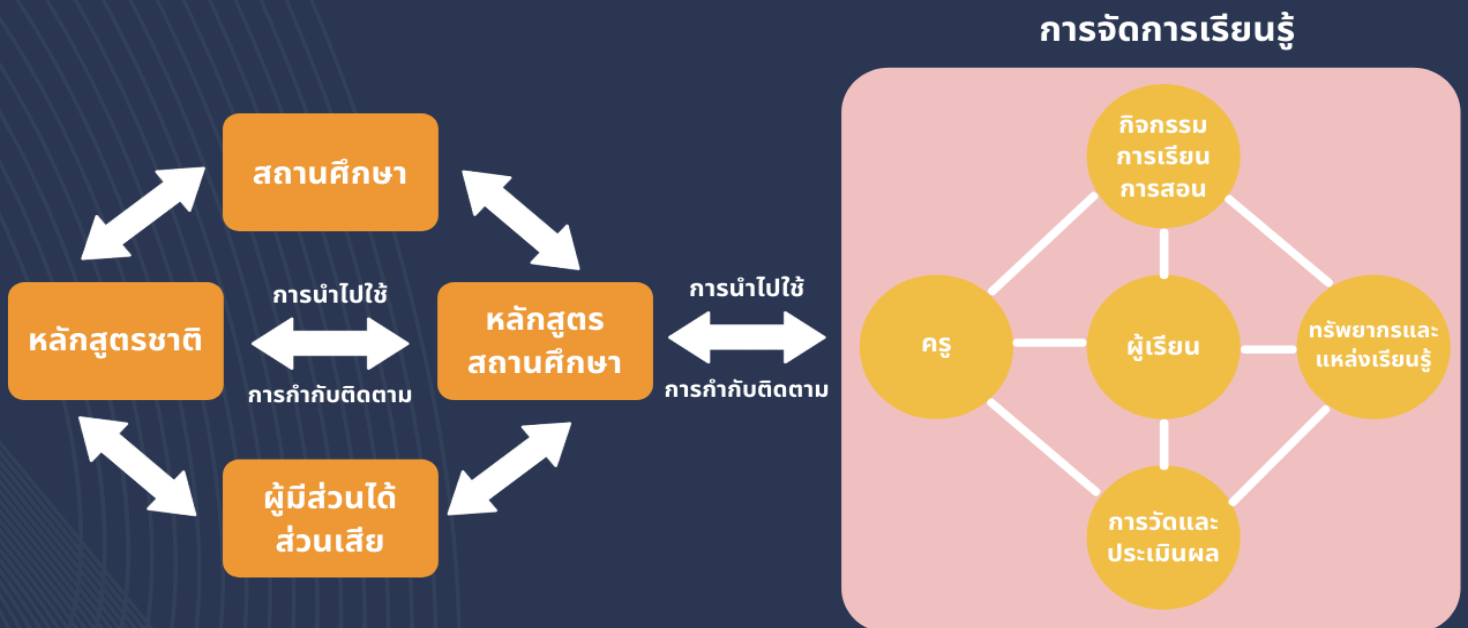 การจัดการเรียนรู้
สถานศึกษา
หลักสูตรชาติ
การนำไปใช้
การกำกับติดตาม
หลักสูตร
สถานศึกษา
ผู้มีส่วนได้
ส่วนเสีย
การนำไปใช้
การกำกับติดตาม
กิจกรรม
การเรียน
การสอน
ครู
ผู้เรียน
ทรัพยากรและ
แหล่งเรียนรู้
การวัดและ
ประเมินผล